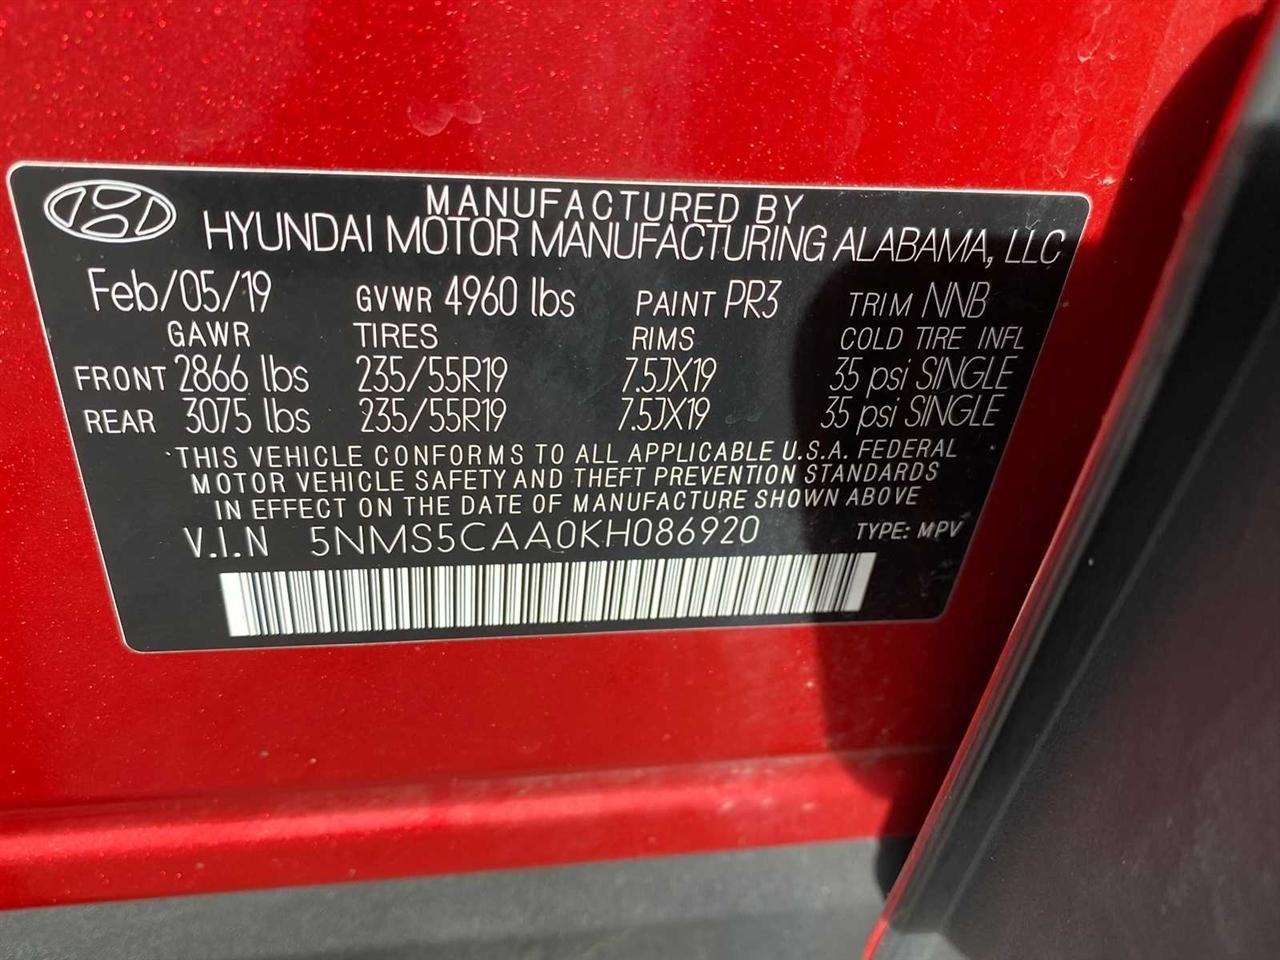 MANUFACTURED BY
HYUNDAI MOTOR MANUFACTURING ALABAMA, LLC
Feb/05/19 GVWR 4960 lbs PAINT PR3 TRIM NNB
GAWR TIRES RIMS COLD TIRE INFL
FRONT 2866 lbs 235/55R19 7.5JX19 35 psi SINGLE
REAR 3075 lbs 235/55R19 7.5JX19 35 psi SINGLE
THIS VEHICLE CONFORMS TO ALL APPLICABLE U.S.A. FEDERAL
MOTOR VEHICLE SAFETY AND THEFT PREVENTION STANDARDS
IN EFFECT ON THE DATE OF MANUFACTURE SHOWN ABOVE
V.I.N 5NMS5CAA0KH086920 TYPE: MPV